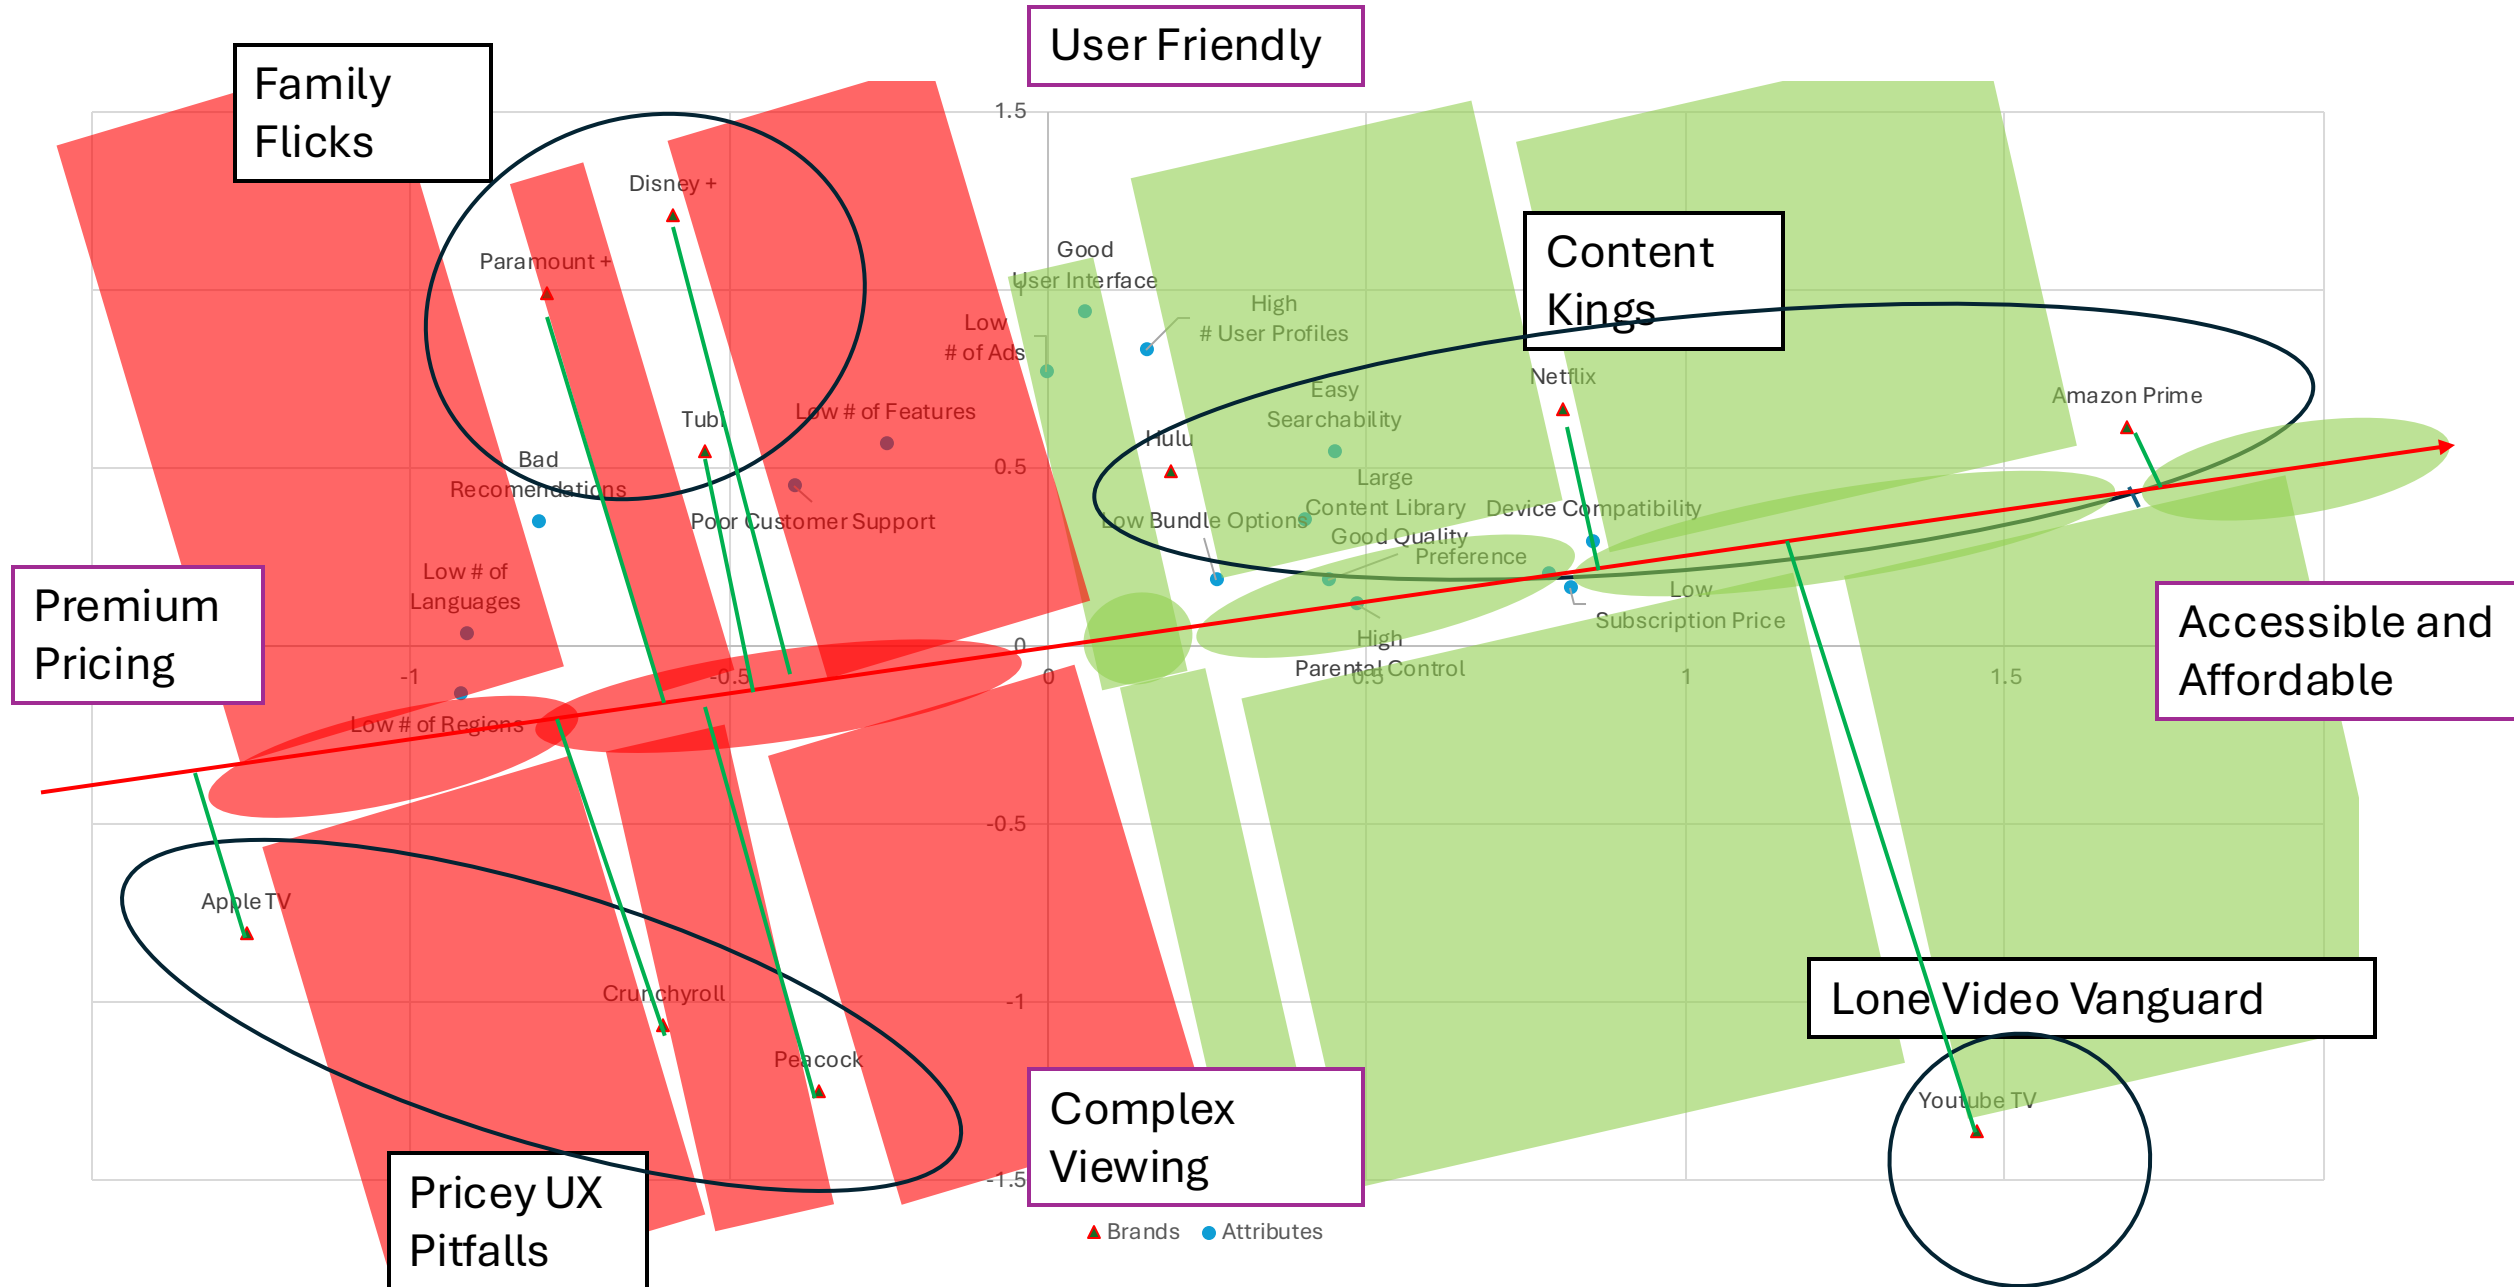 User Friendly
Family
Flicks
1.5
Disney +
Paramount +
Good
User Interface
Content
Kings
High
# User Profiles
Low
# of Ads
Netflix
Amazon Prime
Easy
Searchability
Tubi
Low # of Features
Hulu
0.5
Bad
Recomendations
Poor Customer Support
Large
Content Library
Low Bundle Options
Device Compatibility
Good Quality
Preference
Low # of
Languages
Low
Subscription Price
Premium
Pricing
Accessible and
Affordable
0
High
Parental Control
-1
-0.5
0
0.5
1
1.5
Low # of Regions
-0.5
Apple TV
Crunchyroll
-1
Lone Video Vanguard
Peacock
Youtube TV
Complex
Viewing
-1.5
Pricey UX
Pitfalls
Brands
Attributes